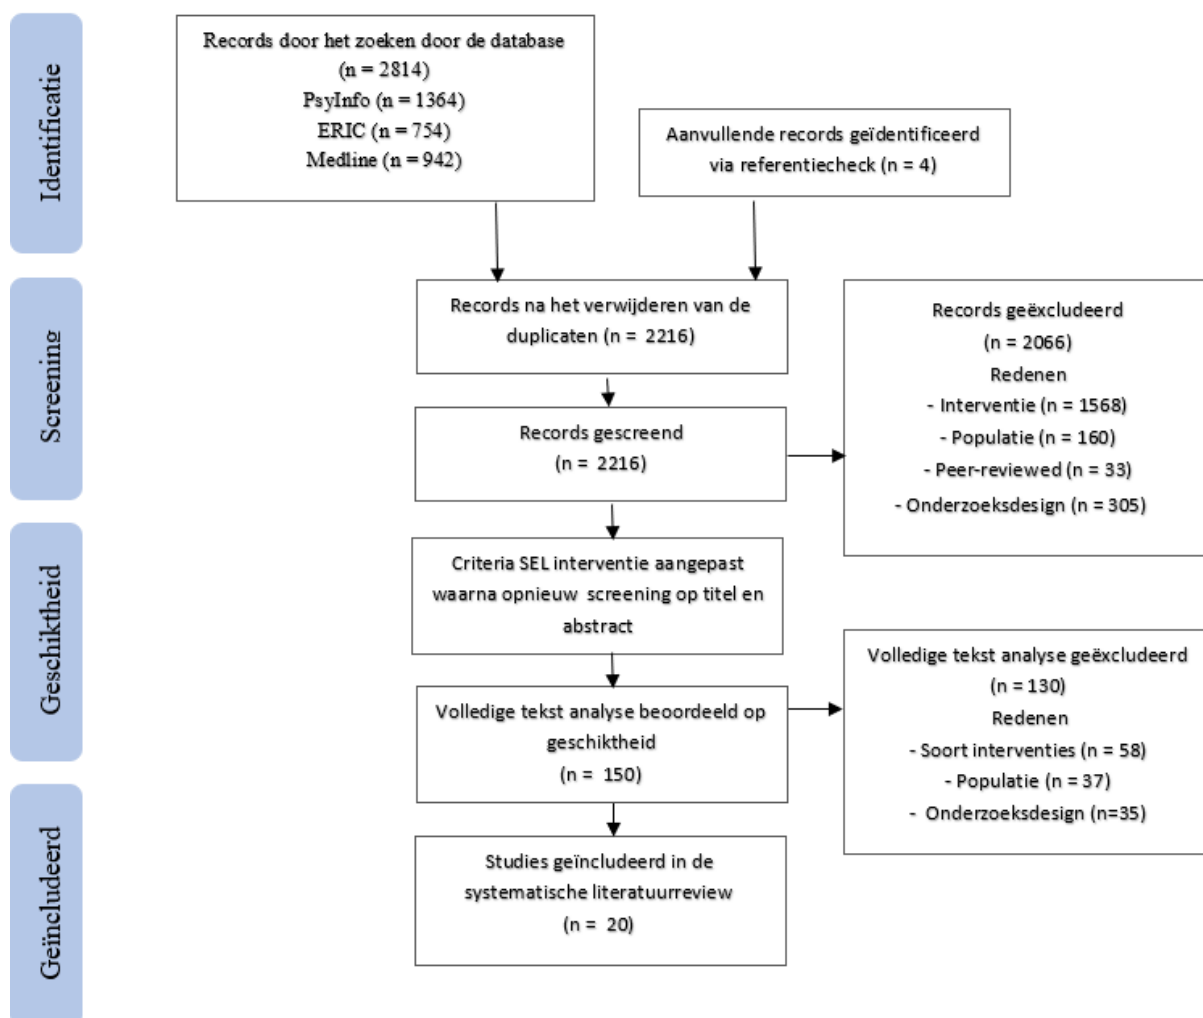 Identificatie
Records door het zoeken door de database
(n = 2814)
PsyInfo (n = 1364)
ERIC (n = 754)
Medline (n = 942)
Aanvullende records geïdentificeerd
via referentiecheck (n = 4)
Screening
Records na het verwijderen van de
duplicaten (n = 2216)
Records gescreend
(n = 2216)
Records geëxcludeerd
(n = 2066)
Redenen
- Interventie (n = 1568)
- Populatie (n = 160)
- Peer-reviewed (n = 33)
- Onderzoeksdesign (n = 305)
Geschiktheid
Criteria SEL interventie aangepast
waarna opnieuw screening op titel en
abstract
Volledige tekst analyse beoordeeld op
geschiktheid
(n = 150)
Volledige tekst analyse geëxcludeerd
(n = 130)
Redenen
- Soort interventies (n = 58)
- Populatie (n = 37)
- Onderzoeksdesign (n=35)
Geïncludeerd
Studies geïncludeerd in de
systematische literatuurreview
(n = 20)